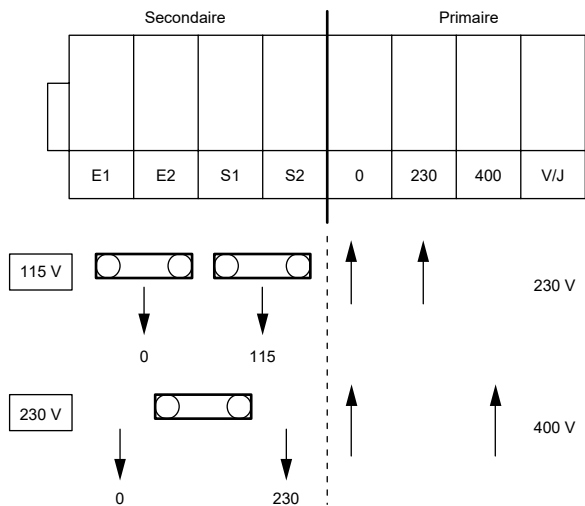 Secondaire Primaire
E1 E2 S1 S2 0 230 400 V/J
115 V 230 V
0 115
230 V 400 V
0 230